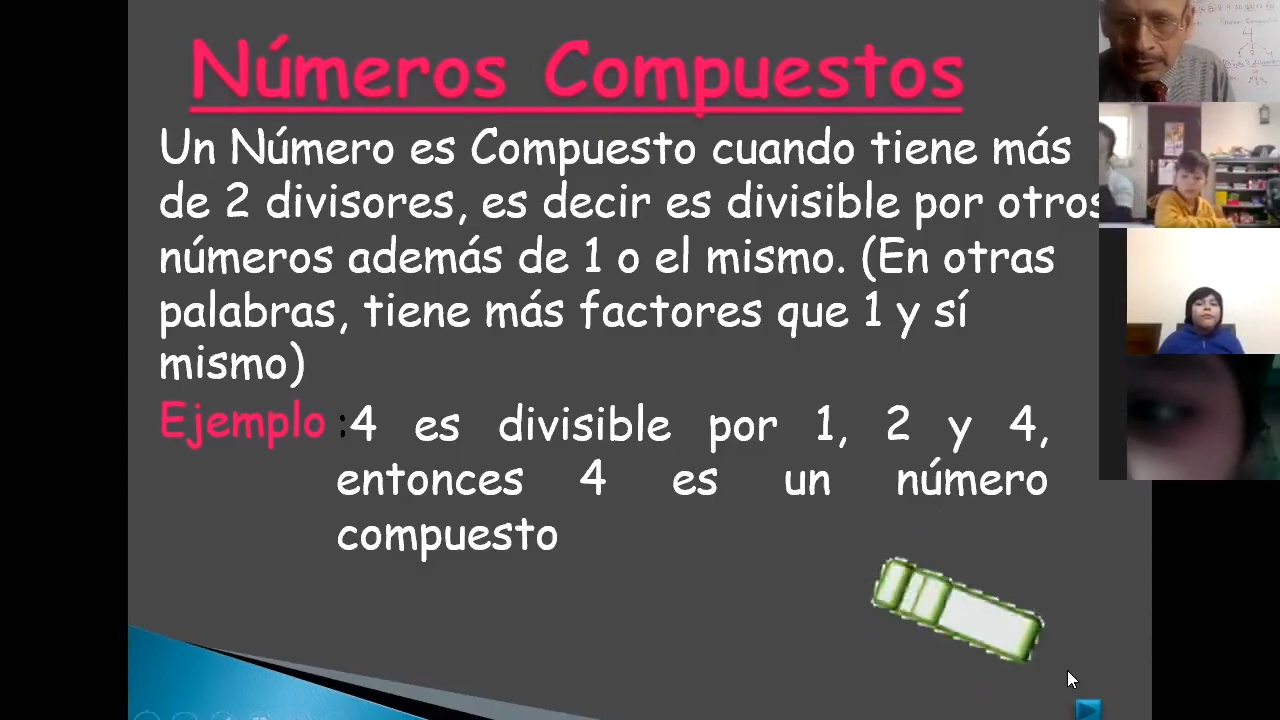 Números Compuestos
Un Número es Compuesto cuando tiene más
de 2 divisores, es decir es divisible por otros
números además de 1 o el mismo. (En otras
palabras, tiene más factores que 1 y sí
mismo)
Ejemplo :4 es divisible por 1, 2 y 4,
entonces 4 es un número
compuesto